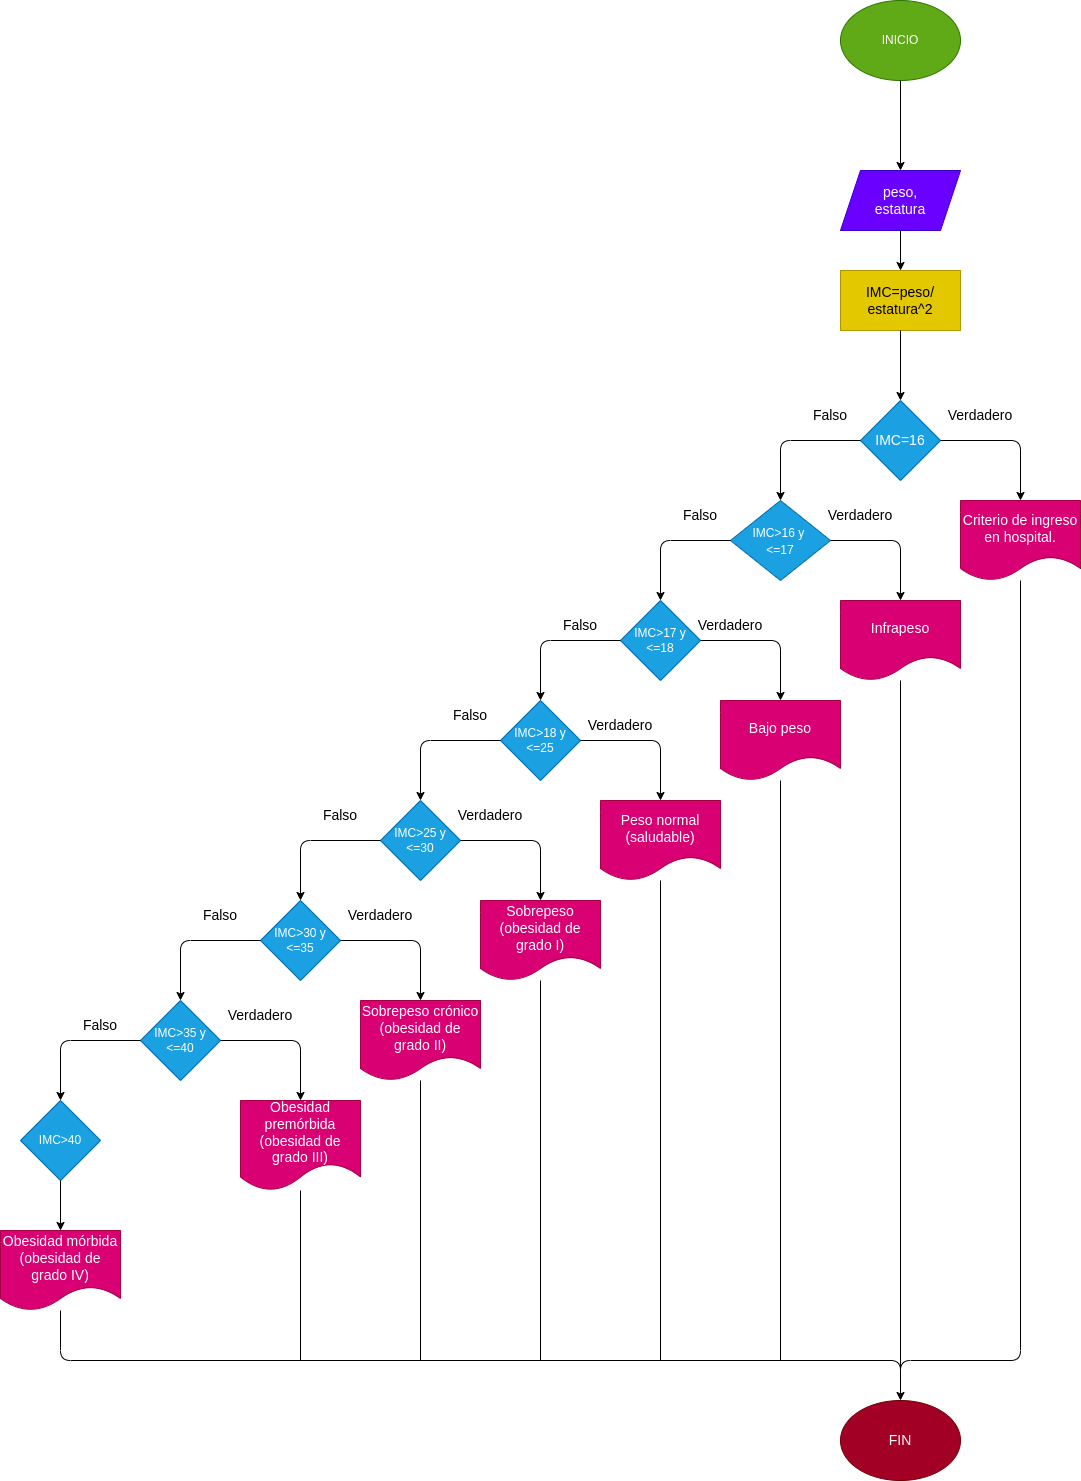 INICIO
peso,
estatura
IMC=peso/
estatura^2
Falso
Verdadero
IMC=16
Falso
Verdadero
IMC>16 y
<=17
Criterio de ingreso
en hospital.
Falso
Verdadero
IMC>17 y
<=18
Infrapeso
Falso
Verdadero
IMC>18 y
<=25
Bajo peso
Falso
Verdadero
IMC>25 y
<=30
Peso normal
(saludable)
Falso
Verdadero
IMC>30 y
<=35
Sobrepeso
(obesidad de
grado I)
Falso
Verdadero
IMC>35 y
<=40
Sobrepeso crónico
(obesidad de
grado II)
IMC>40
Obesidad
premórbida
(obesidad de
grado III)
Obesidad mórbida
(obesidad de
grado IV)
FIN